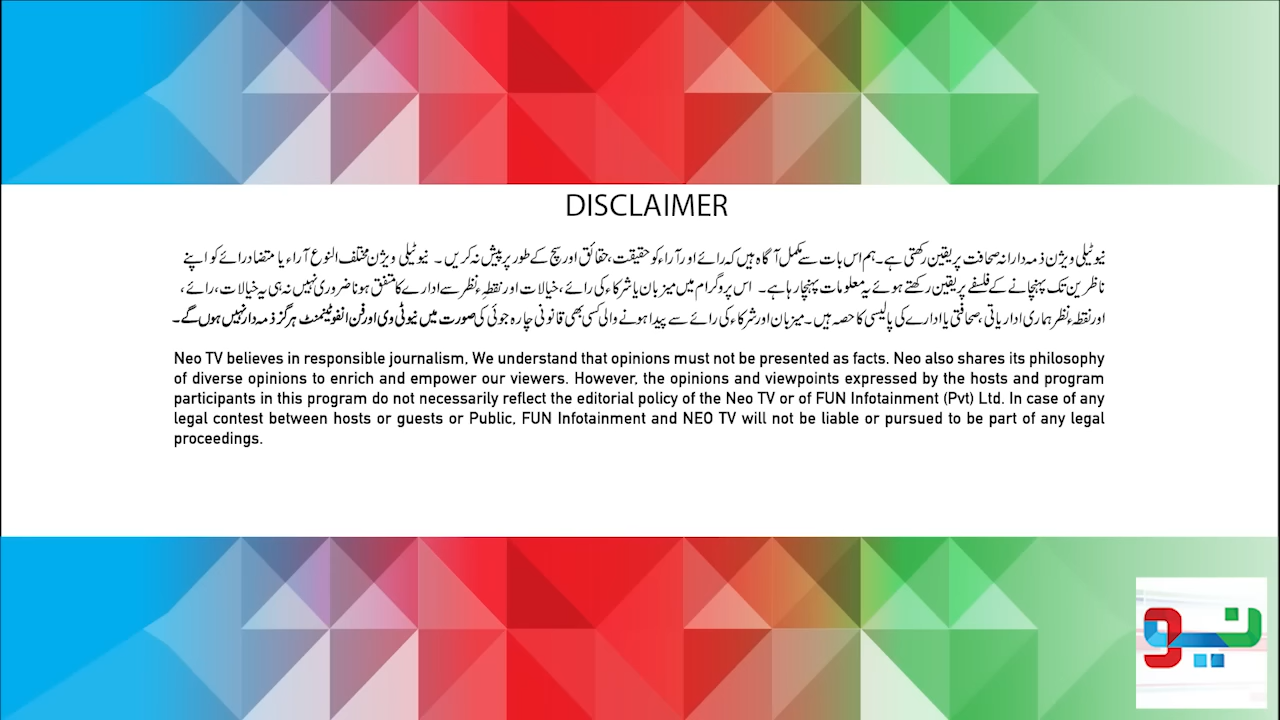 DISCLAIMER
نیوٹیلی ویژن ذمہ دارانہ صحافت پر یقین رکھتی ہے۔ ہم اس بات سے مکمل آگاہ ہیں کہ رائے اور آراء کو حقیقت، حقائق اور سچ کے طور پر پیش نہ کریں ۔ نیوٹیلی ویژن مختلف النوع آراء یا متضاد رائے کو اپنے
ناظرین تک پہنچانے کے فلسفے پر یقین رکھتے ہوئے یہ معلومات پہنچا رہا ہے۔ اس پروگرام میں میزبان یا شرکاء کی رائے، خیالات اور نقطہء نظر سے ادارے کا متفق ہونا ضروری نہیں نہ ہی یہ خیالات، رائے،
اور نقطہء نظر ہماری ادارتی، صحافتی یا ادارے کی پالیسی کا حصہ ہیں۔ میزبان اور شرکاء کی رائے سے پیدا ہونے والی کسی بھی قانونی چارہ جوئی کی صورت میں نیوٹی وی اور فن انفوٹینمنٹ ہرگز ذمہ دار نہیں ہوں گے۔
Neo TV believes in responsible journalism, We understand that opinions must not be presented as facts. Neo also shares its philosophy
of diverse opinions to enrich and empower our viewers. However, the opinions and viewpoints expressed by the hosts and program
participants in this program do not necessarily reflect the editorial policy of the Neo TV or of FUN Infotainment (Pvt) Ltd. In case of any
legal contest between hosts or guests or Public, FUN Infotainment and NEO TV will not be liable or pursued to be part of any legal
proceedings.
نیو